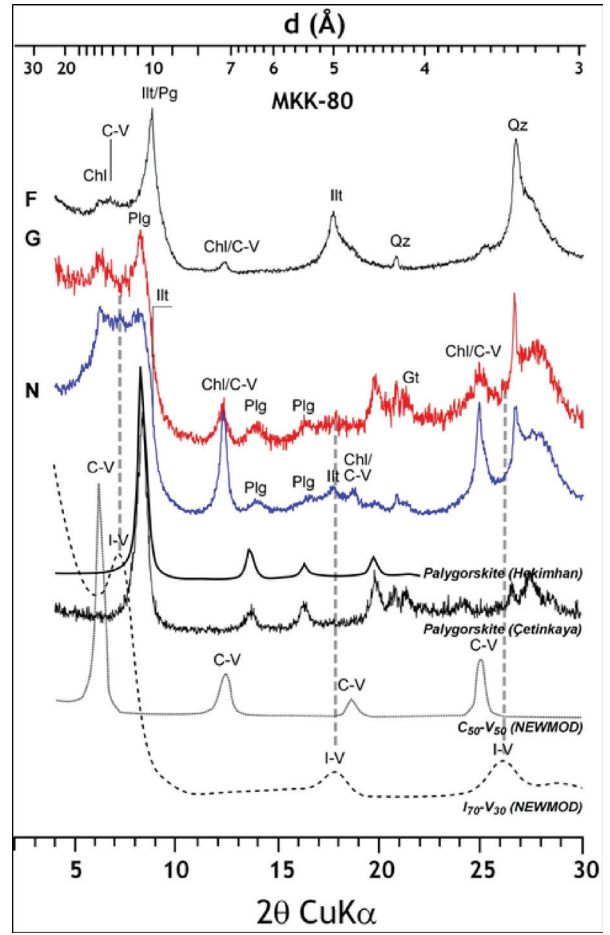 d (Å)
30 20 10 7 6 5 4 3
MKK-80
Ilt/Pg
C-V
Chl
Qz
F
Ilt
Plg
Chl/C-V
Qz
G
Ilt
Chl/C-V
Gt
N
Chl/C-V
Plg
Plg
Chl/
C-V
Ilt
C-V
Plg
Plg
I-V
Palygorskite (Hekimhan)
Palygorskite (Çetinkaya)
C-V
C-V
C-V
C50-V50 (NEWMOD)
I-V
I-V
I70-V30 (NEWMOD)
5 10 15 20 25 30
2θ CuKα